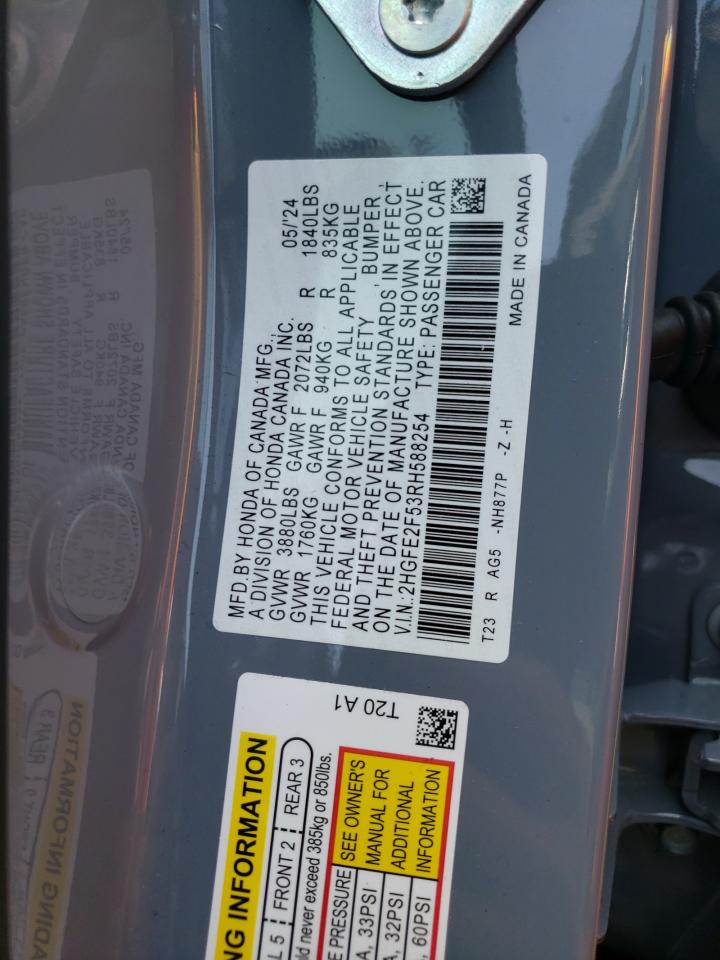 MFD.BY HONDA OF CANADA MFG.,
A DIVISION OF HONDA CANADA INC. 05/'24
GVWR 3880LBS GAWR F 2072LBS R 1840LBS
GVWR 1760KG GAWR F 940KG R 835KG
THIS VEHICLE CONFORMS TO ALL APPLICABLE
FEDERAL MOTOR VEHICLE SAFETY, BUMPER,
AND THEFT PREVENTION STANDARDS IN EFFECT
ON THE DATE OF MANUFACTURE SHOWN ABOVE.
V.I.N.: 2HGFE2F53RH588254 TYPE: PASSENGER CAR
T23 R AG5 -NH877P -Z -H MADE IN CANADA
T20 A1
INFORMATION
5 FRONT 2 REAR 3
never exceed 385kg or 850lbs.
PRESSURE SEE OWNER'S
33PSI MANUAL FOR
32PSI ADDITIONAL
60PSI INFORMATION